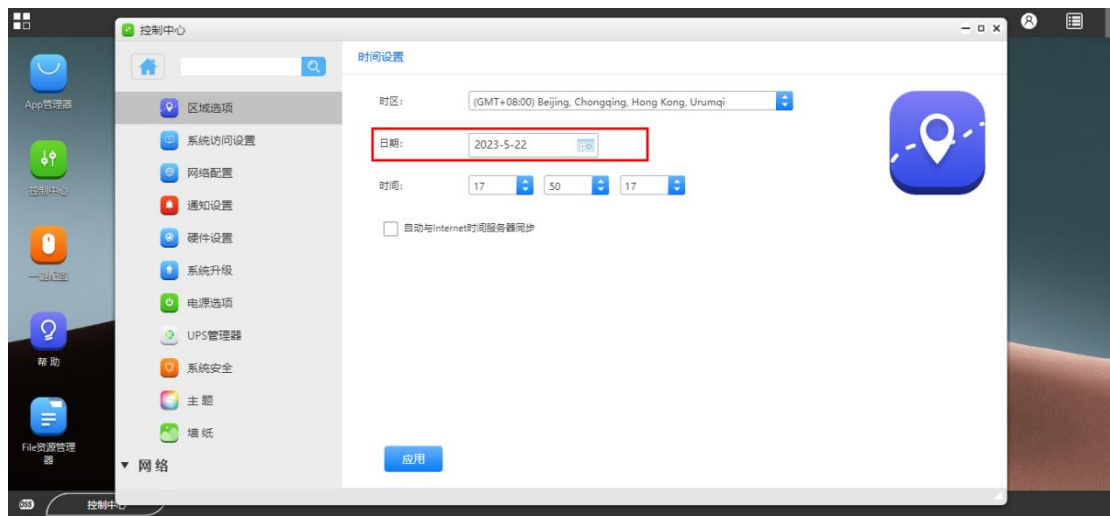 控制中心
App管理器
控制中心
帮 助
File资源管理
器
区域选项
系统访问设置
网络配置
通知设置
硬件设置
系统升级
电源选项
UPS管理器
系统安全
主 题
墙 纸
网 络
时间设置
时区:
(GMT+08:00) Beijing, Chongqing, Hong Kong, Urumqi
日期:
2023-5-22
时间:
17
50
17
自动与Internet时间服务器同步
应用
控制中心